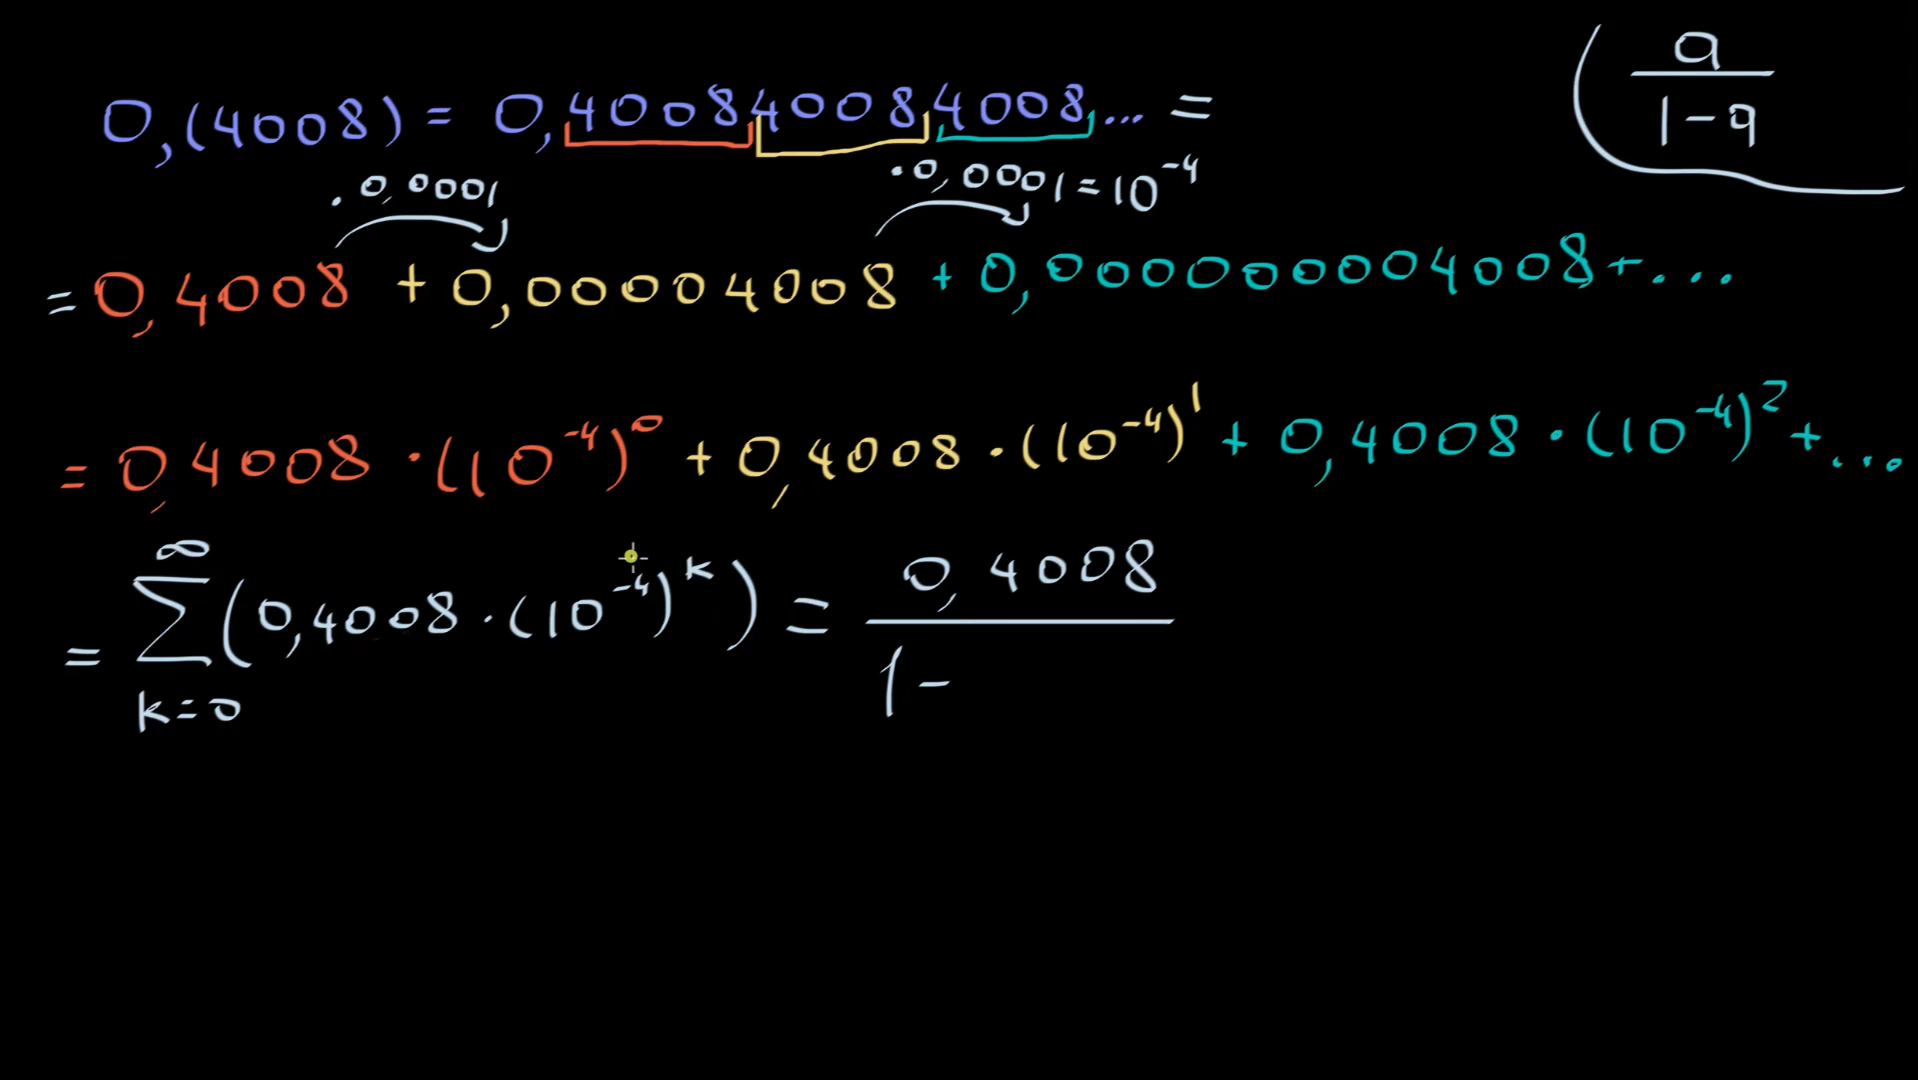 0,(4008) = 0,400840084008... =
a
1-q
·0,0001
·0,0001=10⁻⁴
= 0,4008 + 0,00004008 + 0,000000004008+...
= 0,4008·(10⁻⁴)⁰ + 0,4008·(10⁻⁴)¹ + 0,4008·(10⁻⁴)²+...
∞
= Σ(0,4008·(10⁻⁴)ᵏ) = 0,4008
k=0
1-